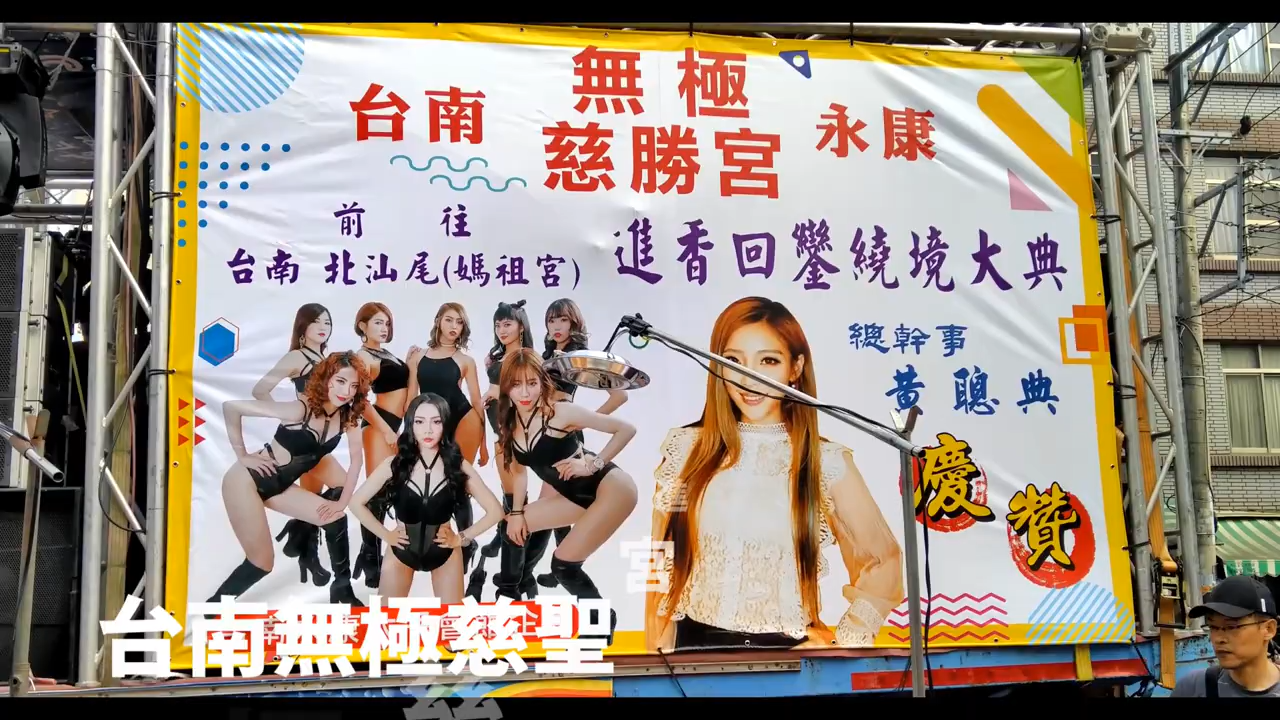 無極
台南 慈勝宮 永康
前往
台南 北汕尾(媽祖宮)
進香回鑾繞境大典
總幹事
黃聰典
慶贊
宮
台南無極慈聖